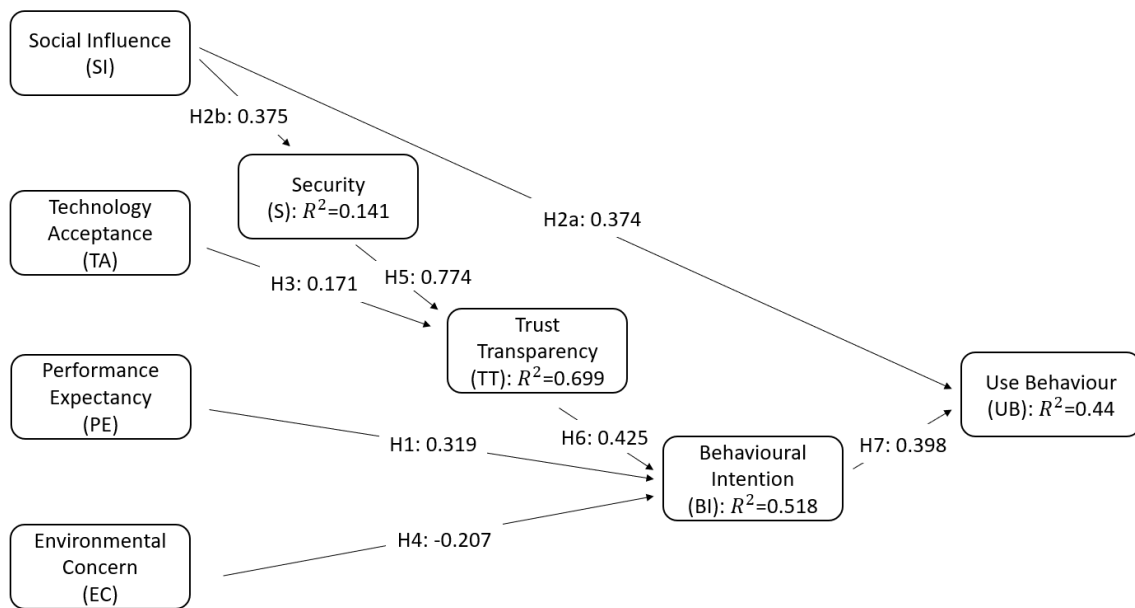 Social Influence
(SI)
H2b: 0.375
Security
(S): 𝑅²=0.141
Technology
Acceptance
(TA)
H2a: 0.374
H3: 0.171
H5: 0.774
Trust
Transparency
(TT): 𝑅²=0.699
Performance
Expectancy
(PE)
Use Behaviour
(UB): 𝑅²=0.44
H1: 0.319
H6: 0.425
H7: 0.398
Behavioural
Intention
(BI): 𝑅²=0.518
H4: -0.207
Environmental
Concern
(EC)